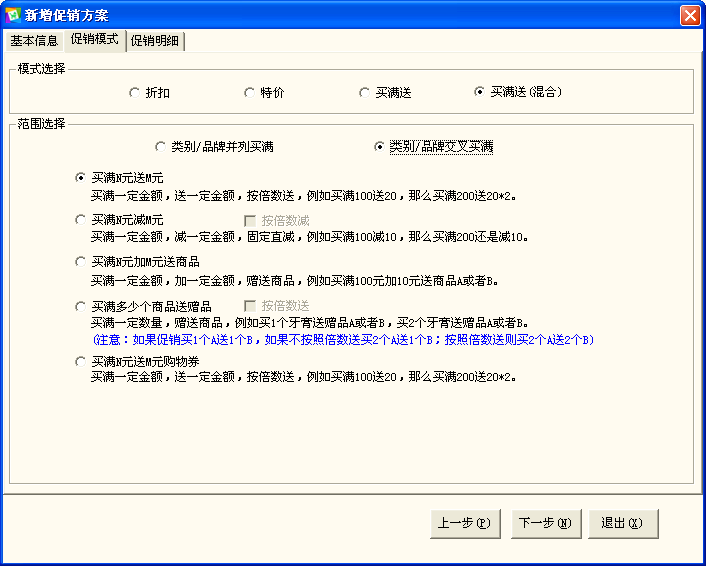 新增促销方案
基本信息 促销模式 促销明细
模式选择
折扣 特价 买满送 买满送(混合)
范围选择
类别/品牌并列买满 类别/品牌交叉买满
买满N元送M元
买满一定金额，送一定金额，按倍数送，例如买满100送20，那么买满200送20*2。
买满N元减M元 按倍数减
买满一定金额，减一定金额，固定直减，例如买满100减10，那么买满200还是减10。
买满N元加M元送商品
买满一定金额，加一定金额，赠送商品，例如买满100元加10元送商品A或者B。
买满多少个商品送赠品 按倍数送
买满一定数量，赠送商品，例如买1个牙膏送赠品A或者B，买2个牙膏送赠品A或者B。
(注意：如果促销买1个A送1个B，如果不按照倍数送买2个A送1个B；按照倍数送则买2个A送2个B)
买满N元送M元购物券
买满一定金额，送一定金额，按倍数送，例如买满100送20，那么买满200送20*2。
上一步(P) 下一步(N) 退出(X)